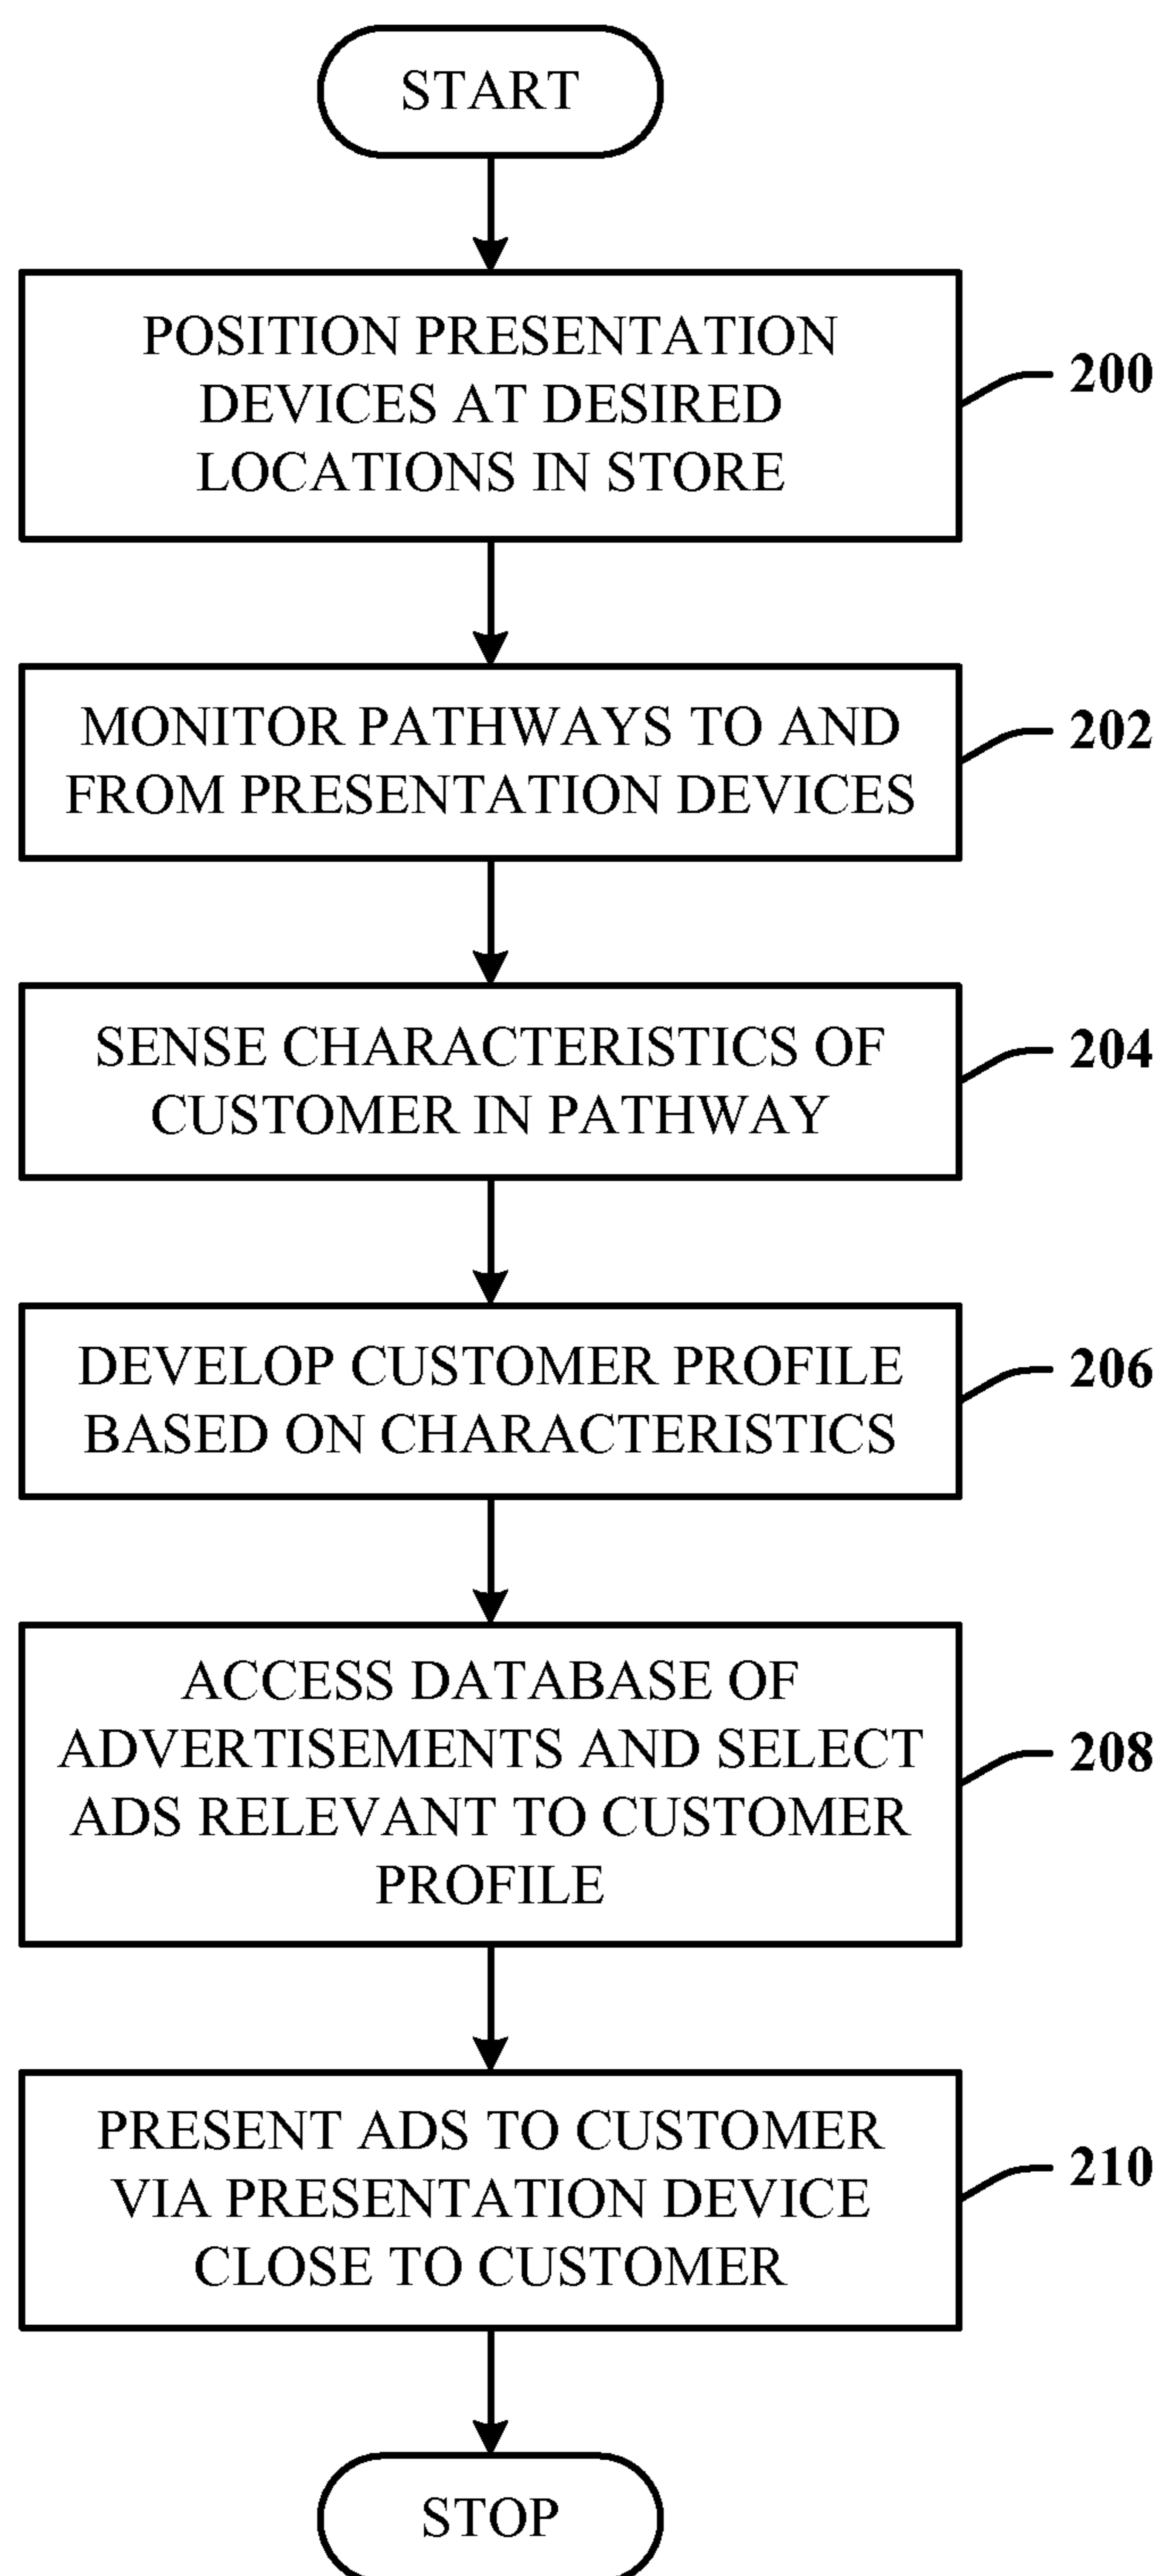 START
POSITION PRESENTATION
DEVICES AT DESIRED
LOCATIONS IN STORE
200
MONITOR PATHWAYS TO AND
FROM PRESENTATION DEVICES
202
SENSE CHARACTERISTICS OF
CUSTOMER IN PATHWAY
204
DEVELOP CUSTOMER PROFILE
BASED ON CHARACTERISTICS
206
ACCESS DATABASE OF
ADVERTISEMENTS AND SELECT
ADS RELEVANT TO CUSTOMER
PROFILE
208
PRESENT ADS TO CUSTOMER
VIA PRESENTATION DEVICE
CLOSE TO CUSTOMER
210
STOP